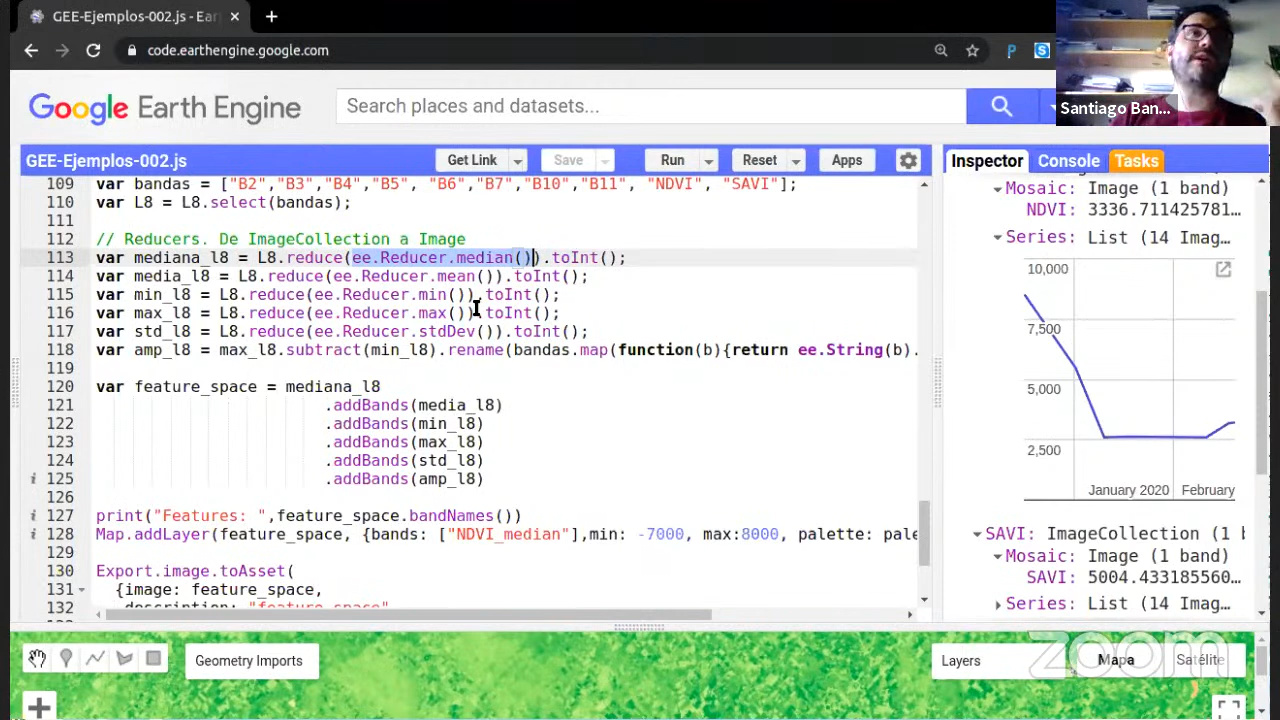 GEE-Ejemplos-002.js - Ear
code.earthengine.google.com
P
S
Santiago Ban...
Google Earth Engine
Search places and datasets...
GEE-Ejemplos-002.js
Get Link
Save
Run
Reset
Apps
Inspector
Console
Tasks
109 var bandas = ["B2","B3","B4","B5", "B6","B7","B10","B11", "NDVI", "SAVI"];
110 var L8 = L8.select(bandas);
111
112 // Reducers. De ImageCollection a Image
113 var mediana_l8 = L8.reduce(ee.Reducer.median()).toInt();
114 var media_l8 = L8.reduce(ee.Reducer.mean()).toInt();
115 var min_l8 = L8.reduce(ee.Reducer.min()).toInt();
116 var max_l8 = L8.reduce(ee.Reducer.max()).toInt();
117 var std_l8 = L8.reduce(ee.Reducer.stdDev()).toInt();
118 var amp_l8 = max_l8.subtract(min_l8).rename(bandas.map(function(b){return ee.String(b).
119
120 var feature_space = mediana_l8
121 .addBands(media_l8)
122 .addBands(min_l8)
123 .addBands(max_l8)
124 .addBands(std_l8)
i 125 .addBands(amp_l8)
126
i 127 print("Features: ",feature_space.bandNames())
i 128 Map.addLayer(feature_space, {bands: ["NDVI_median"],min: -7000, max:8000, palette: pale
129
130 Export.image.toAsset(
131 {image: feature_space,
132 description: "feature_space"
Mosaic: Image (1 band)
NDVI: 3336.711425781...
Series: List (14 Imag...
10,000
7,500
5,000
2,500
January 2020
February
SAVI: ImageCollection (1 b
Mosaic: Image (1 band)
SAVI: 5004.433185560...
Series: List (14 Imag...
Geometry Imports
Layers
Mapa
Satélite
zoom